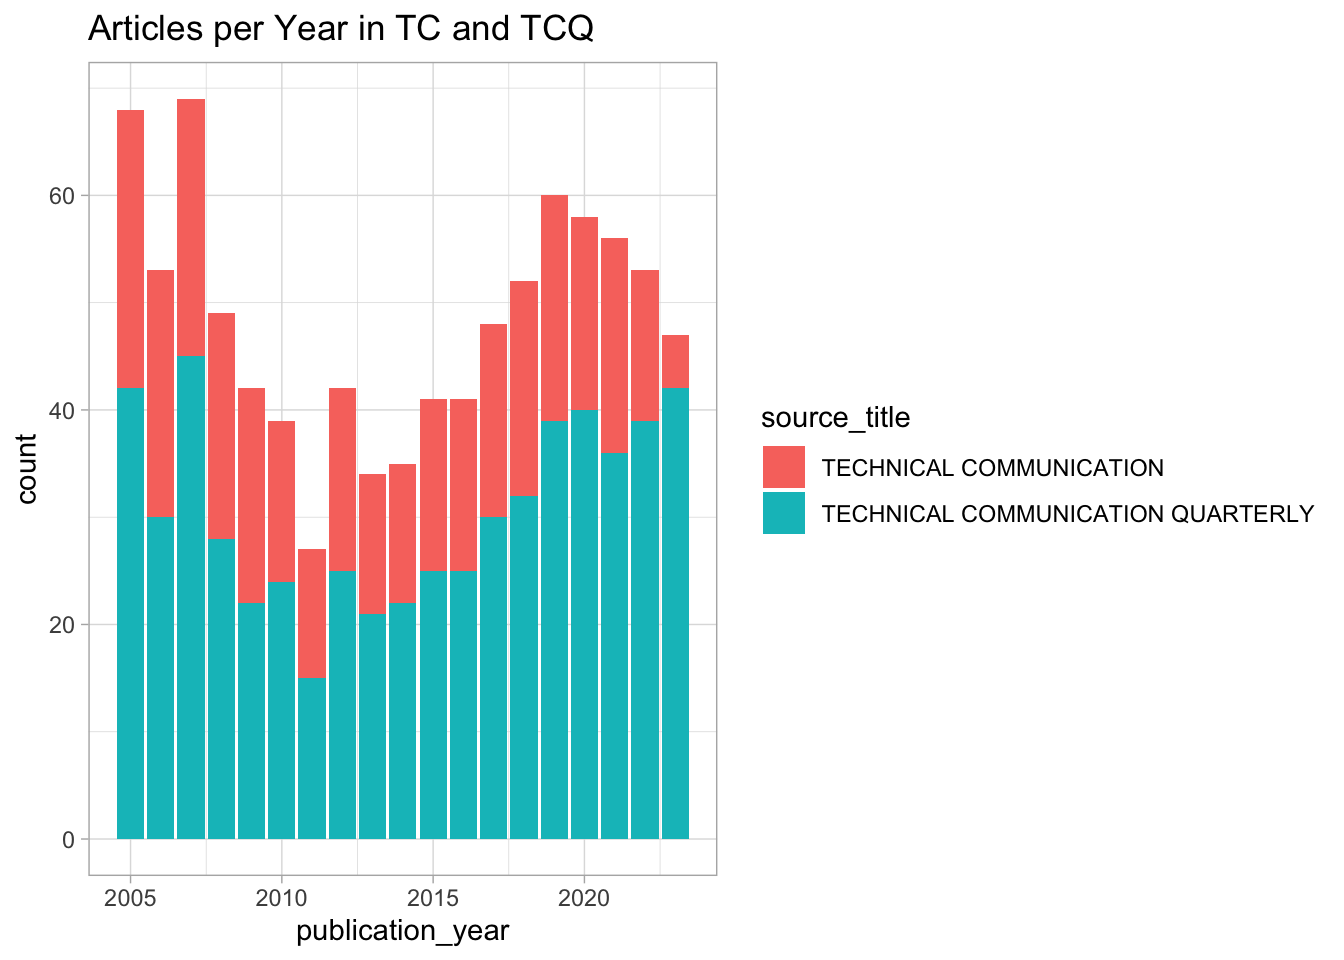 Articles per Year in TC and TCQ
60
40
20
0
count
2005 2010 2015 2020
publication_year
source_title
TECHNICAL COMMUNICATION
TECHNICAL COMMUNICATION QUARTERLY